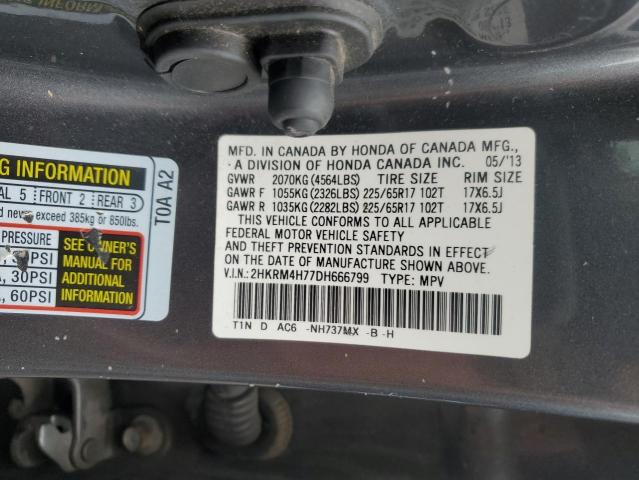 MFD. IN CANADA BY HONDA OF CANADA MFG.,
A DIVISION OF HONDA CANADA INC. 05/'13
GVWR 2070KG (4564LBS) TIRE SIZE RIM SIZE
GAWR F 1055KG (2326LBS) 225/65R17 102T 17X6.5J
GAWR R 1035KG (2282LBS) 225/65R17 102T 17X6.5J
THIS VEHICLE CONFORMS TO ALL APPLICABLE
FEDERAL MOTOR VEHICLE SAFETY
AND THEFT PREVENTION STANDARDS IN EFFECT
ON THE DATE OF MANUFACTURE SHOWN ABOVE.
V.I.N.: 2HKRM4H77DH666799 TYPE: MPV
T1N D AC6 -NH737MX -B -H
INFORMATION
5 FRONT 2 REAR 3
exceed 385kg or 850lbs.
PRESSURE
30PSI
60PSI
SEE OWNER'S
MANUAL FOR
ADDITIONAL
INFORMATION
T0A A2